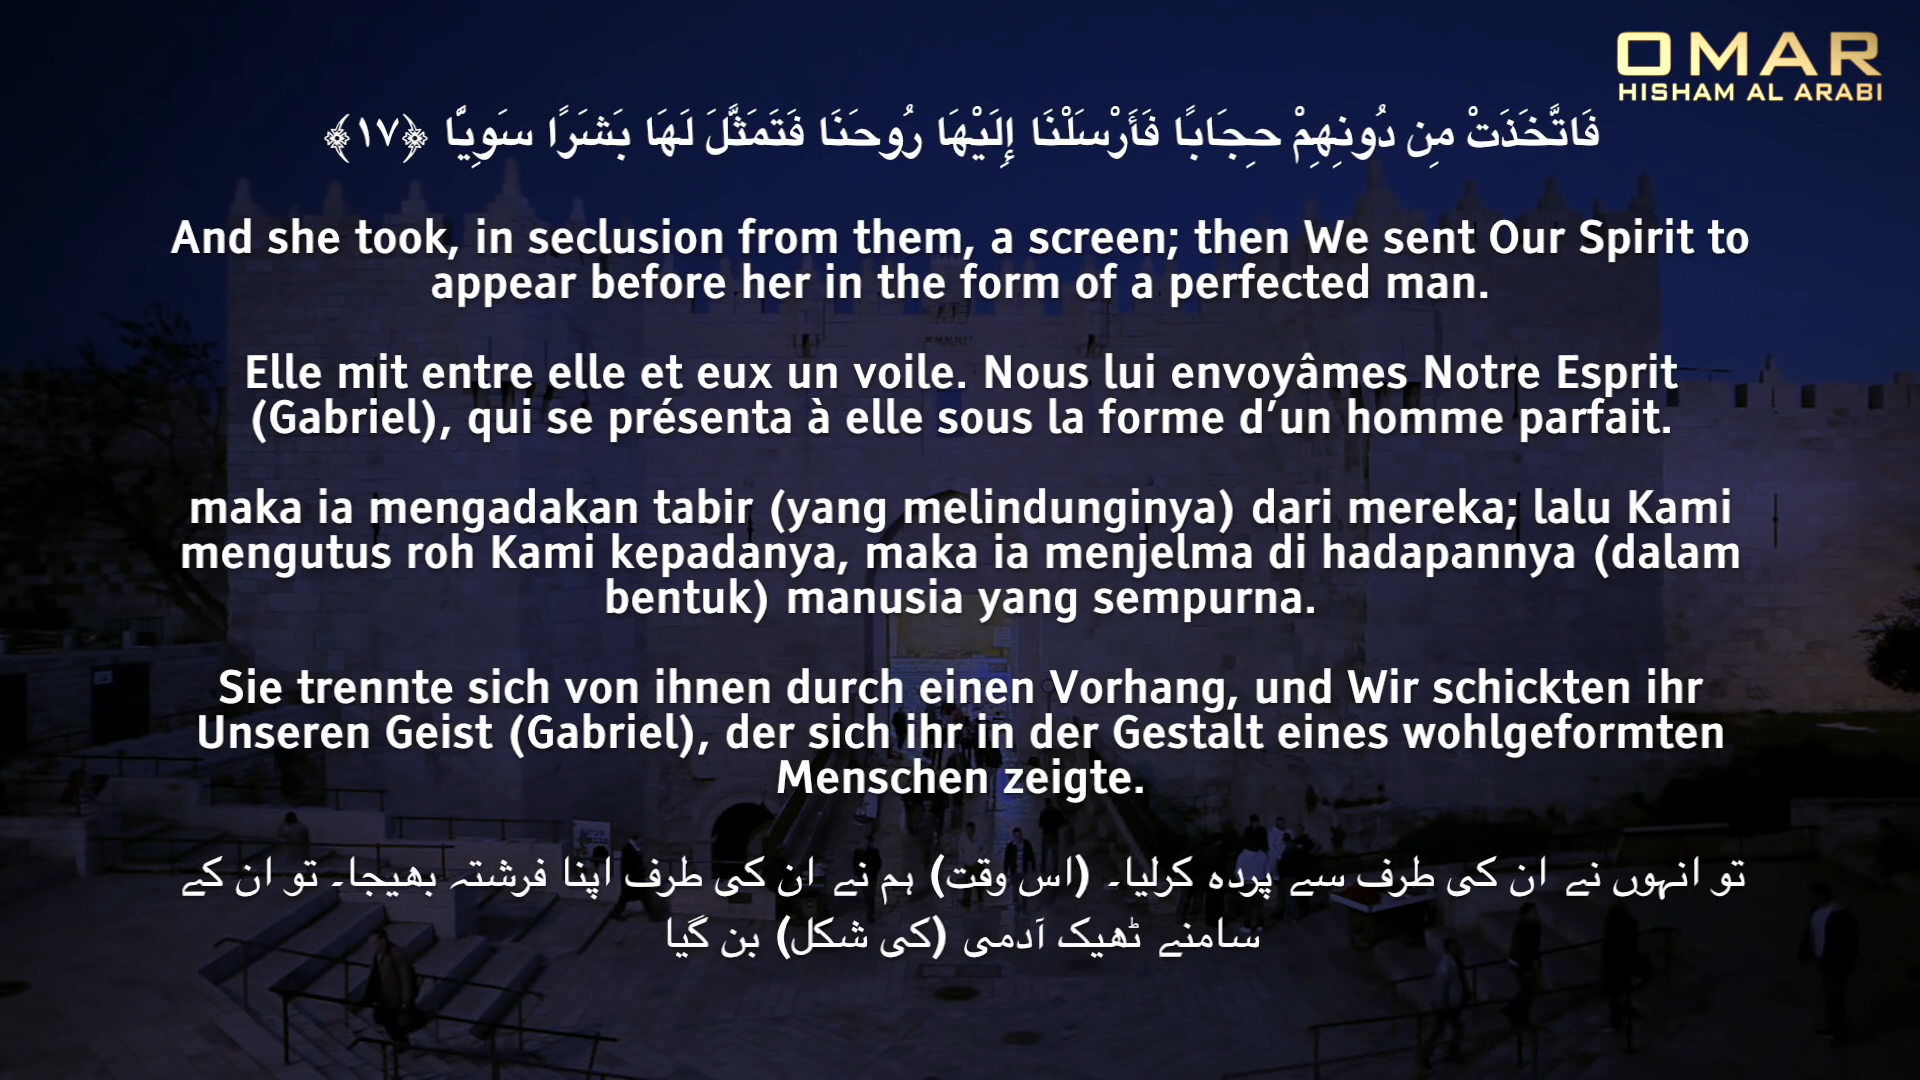 OMAR
HISHAM AL ARABI
فَاتَّخَذَتْ مِن دُونِهِمْ حِجَابًا فَأَرْسَلْنَا إِلَيْهَا رُوحَنَا فَتَمَثَّلَ لَهَا بَشَرًا سَوِيًّا ﴿١٧﴾
And she took, in seclusion from them, a screen; then We sent Our Spirit to
appear before her in the form of a perfected man.
Elle mit entre elle et eux un voile. Nous lui envoyâmes Notre Esprit
(Gabriel), qui se présenta à elle sous la forme d’un homme parfait.
maka ia mengadakan tabir (yang melindunginya) dari mereka; lalu Kami
mengutus roh Kami kepadanya, maka ia menjelma di hadapannya (dalam
bentuk) manusia yang sempurna.
Sie trennte sich von ihnen durch einen Vorhang, und Wir schickten ihr
Unseren Geist (Gabriel), der sich ihr in der Gestalt eines wohlgeformten
Menschen zeigte.
تو انہوں نے ان کی طرف سے پردہ کرلیا۔ (اس وقت) ہم نے ان کی طرف اپنا فرشتہ بھیجا۔ تو ان کے
سامنے ٹھیک آدمی (کی شکل) بن گیا